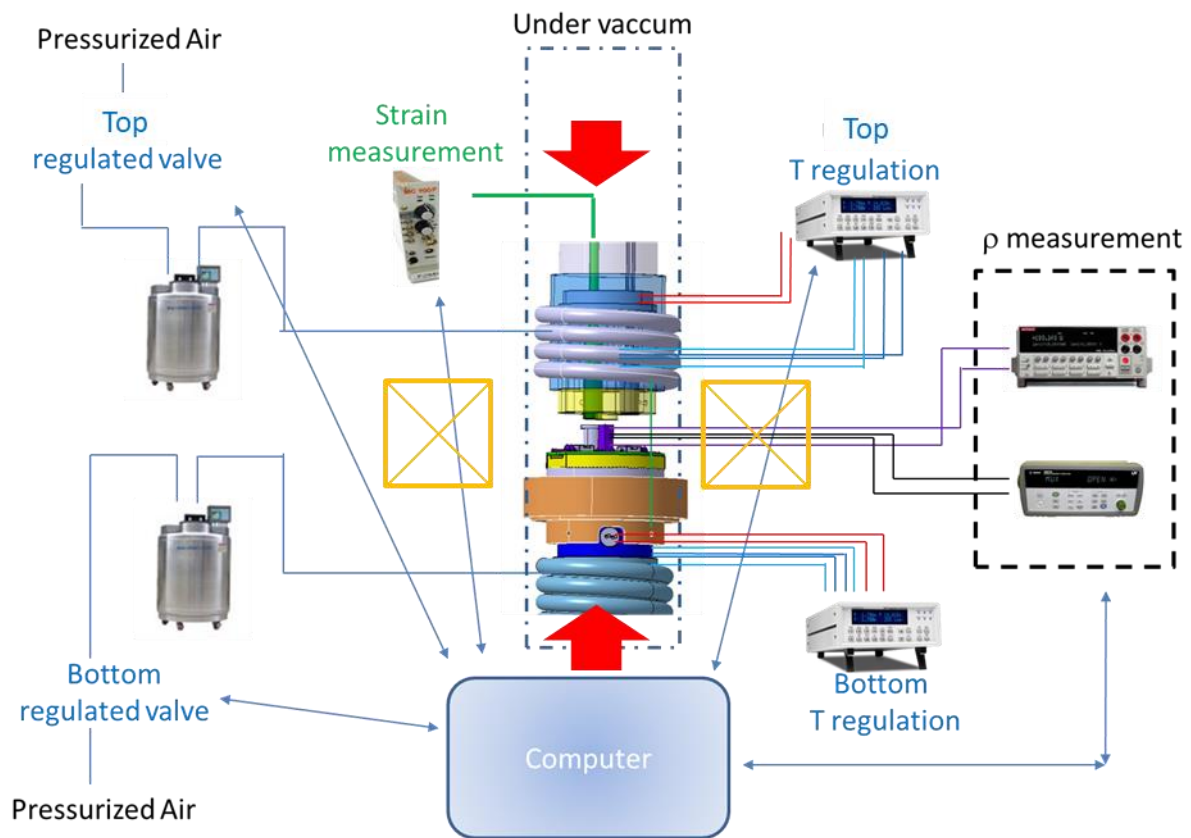 Under vaccum
Pressurized Air
Top
regulated valve
Strain
measurement
Top
T regulation
ρ measurement
Bottom
regulated valve
Bottom
T regulation
Computer
Pressurized Air